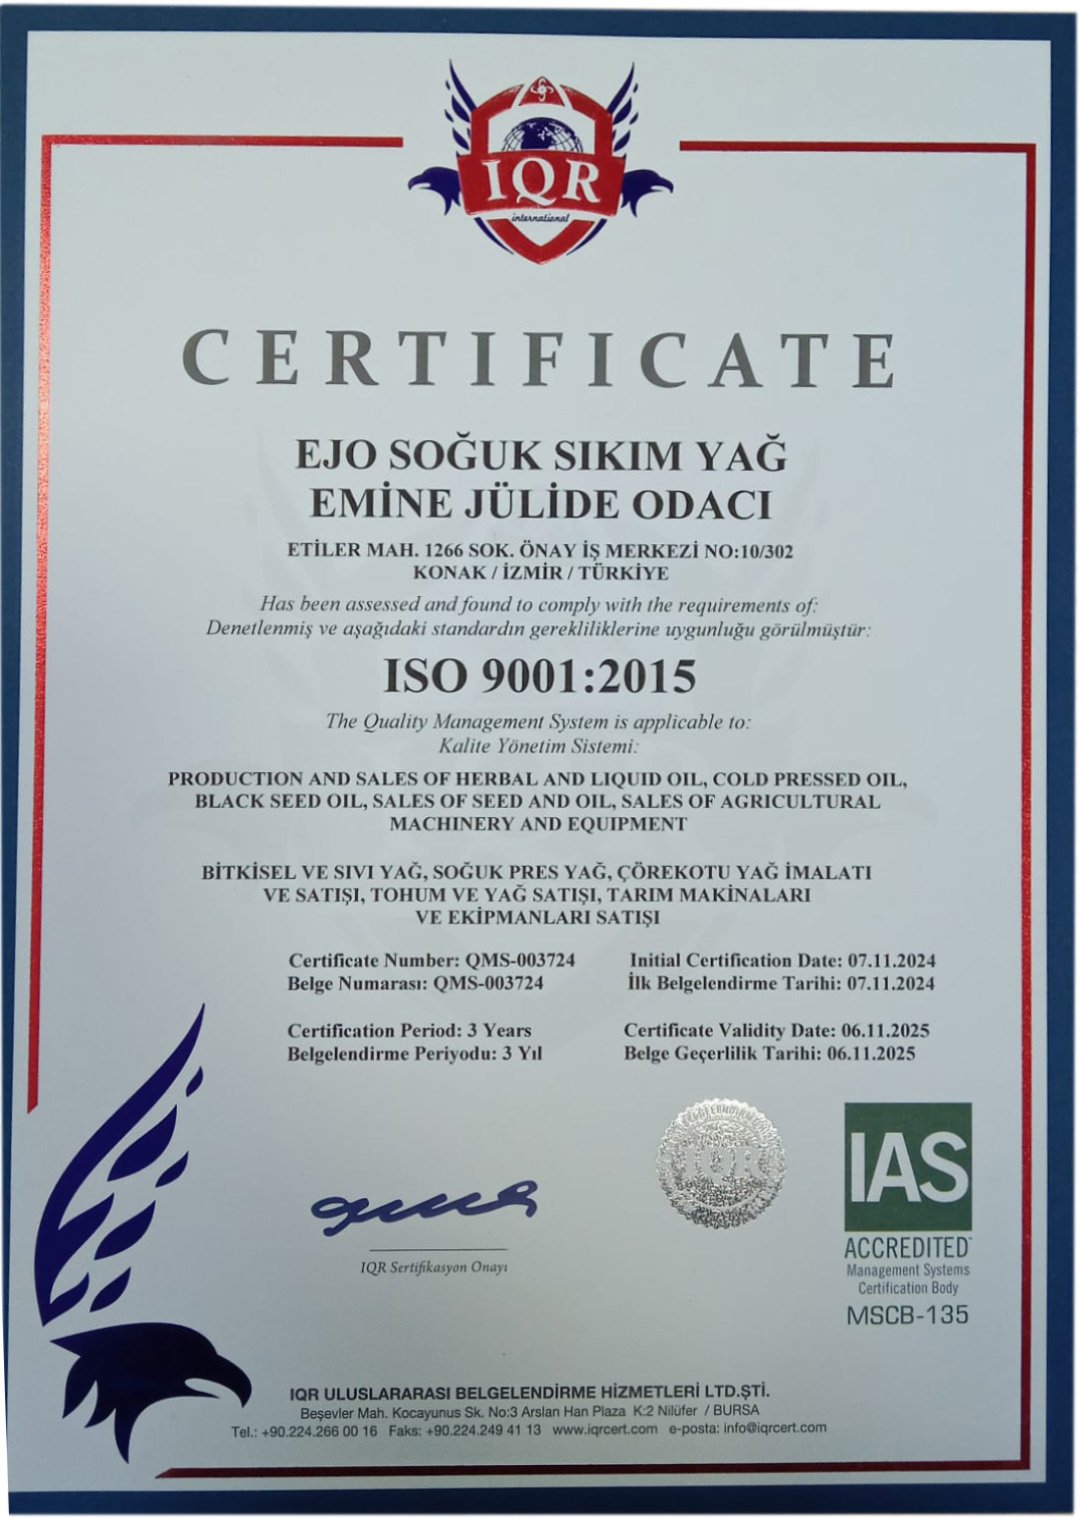 IQR
international
CERTIFICATE
EJO SOĞUK SIKIM YAĞ
EMİNE JÜLİDE ODACI
ETİLER MAH. 1266 SOK. ÖNAY İŞ MERKEZİ NO:10/302
KONAK / İZMİR / TÜRKİYE
Has been assessed and found to comply with the requirements of:
Denetlenmiş ve aşağıdaki standardın gerekliliklerine uygunluğu görülmüştür:
ISO 9001:2015
The Quality Management System is applicable to:
Kalite Yönetim Sistemi:
PRODUCTION AND SALES OF HERBAL AND LIQUID OIL, COLD PRESSED OIL,
BLACK SEED OIL, SALES OF SEED AND OIL, SALES OF AGRICULTURAL
MACHINERY AND EQUIPMENT
BİTKİSEL VE SIVI YAĞ, SOĞUK PRES YAĞ, ÇÖREKOTU YAĞ İMALATI
VE SATIŞI, TOHUM VE YAĞ SATIŞI, TARIM MAKİNALARI
VE EKİPMANLARI SATIŞI
Certificate Number: QMS-003724 Initial Certification Date: 07.11.2024
Belge Numarası: QMS-003724 İlk Belgelendirme Tarihi: 07.11.2024
Certification Period: 3 Years Certificate Validity Date: 06.11.2025
Belgelendirme Periyodu: 3 Yıl Belge Geçerlilik Tarihi: 06.11.2025
IQR
IAS
ACCREDITED
Management Systems
Certification Body
MSCB-135
IQR Sertifikasyon Onayı
IQR ULUSLARARASI BELGELENDİRME HİZMETLERİ LTD.ŞTİ.
Beşevler Mah. Kocayunus Sk. No:3 Arslan Han Plaza K:2 Nilüfer / BURSA
Tel.: +90.224.266 00 16 Faks: +90.224.249 41 13 www.iqrcert.com e-posta: info@iqrcert.com